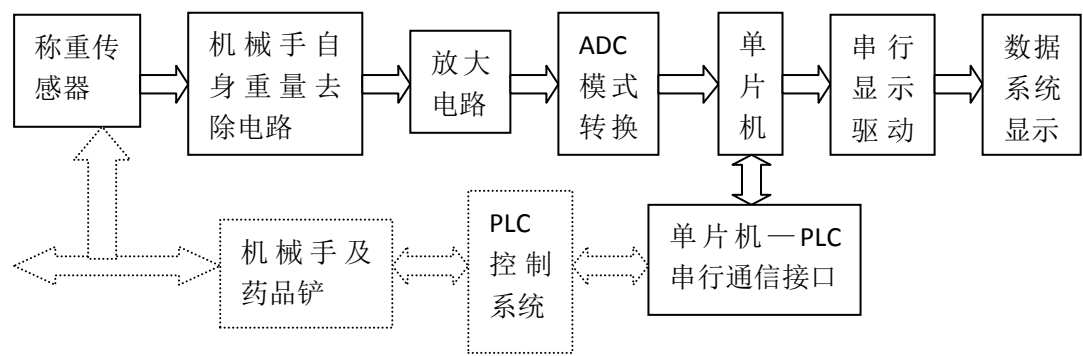 称重传
感器
机械手自
身重量去
除电路
放大
电路
ADC
模式
转换
单
片
机
串行
显示
驱动
数据
系统
显示
机械手及
药品铲
PLC
控制
系统
单片机—PLC
串行通信接口